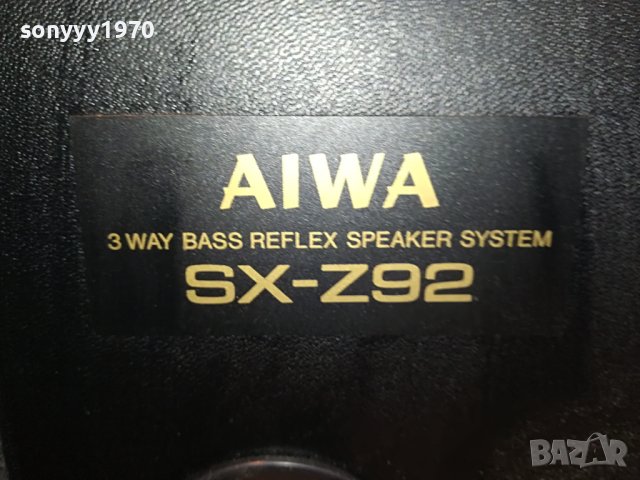 sonyyy1970
AIWA
3 WAY BASS REFLEX SPEAKER SYSTEM
SX-Z92
BAZAR